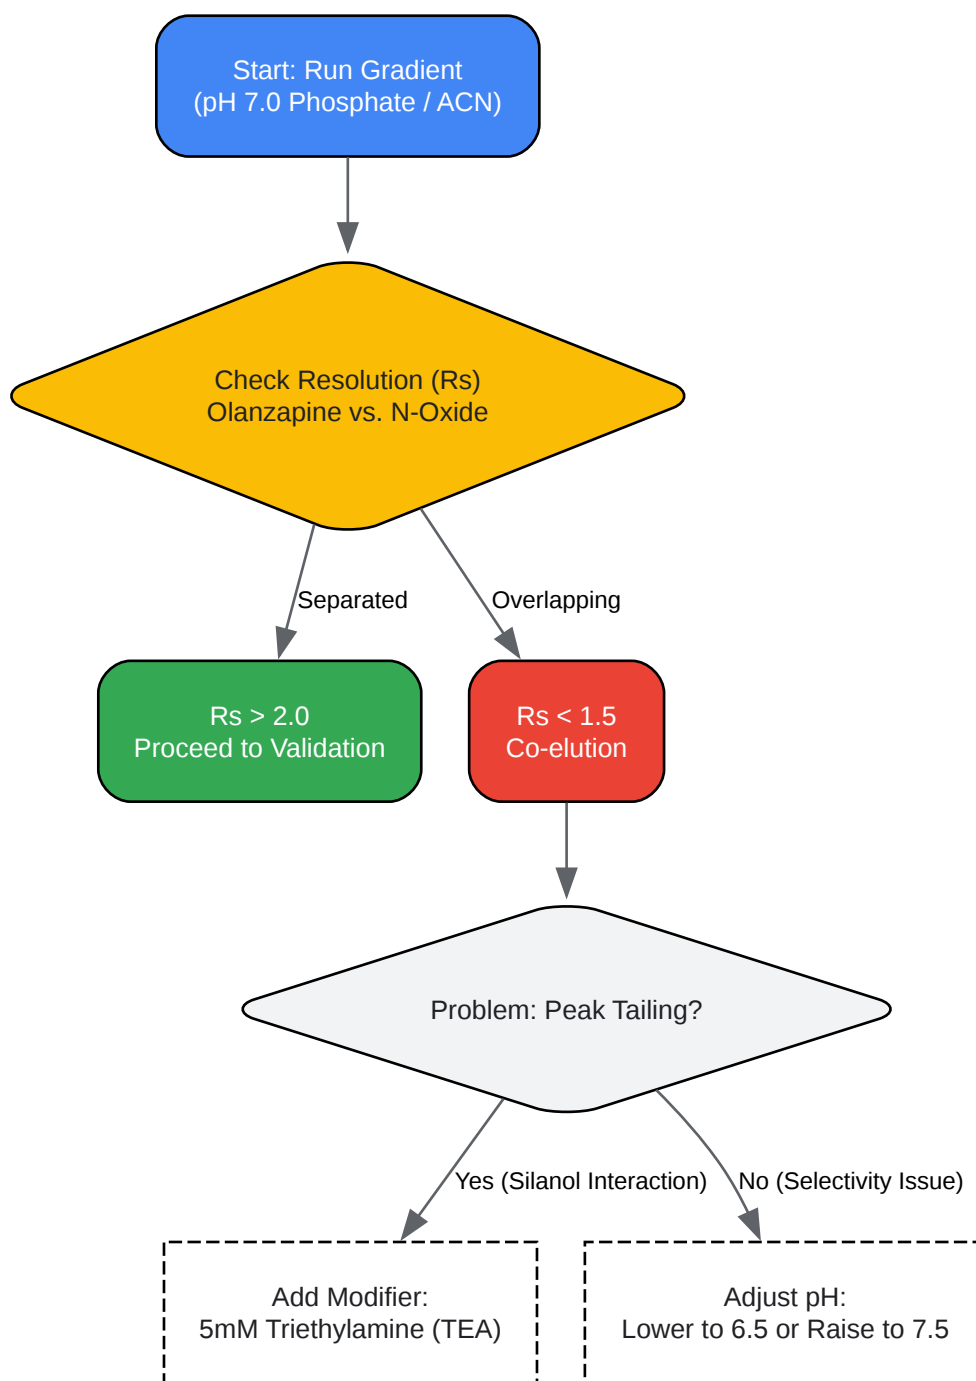 Start: Run Gradient
(pH 7.0 Phosphate / ACN)
Check Resolution (Rs)
Olanzapine vs. N-Oxide
Separated
Overlapping
Rs > 2.0
Proceed to Validation
Rs < 1.5
Co-elution
Problem: Peak Tailing?
Yes (Silanol Interaction)
No (Selectivity Issue)
Add Modifier:
5mM Triethylamine (TEA)
Adjust pH:
Lower to 6.5 or Raise to 7.5